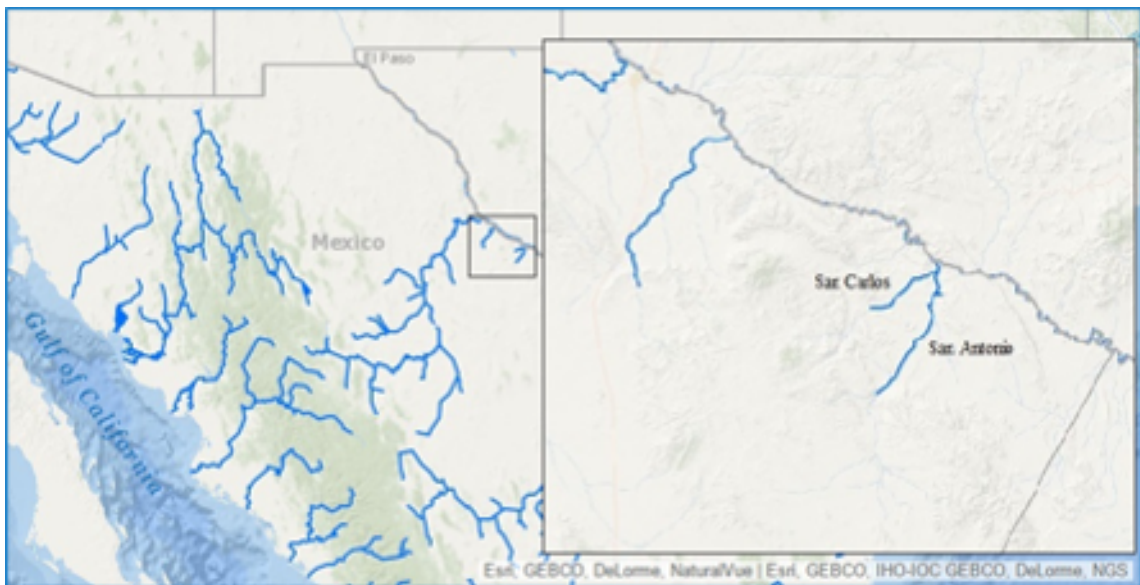 El Paso
Mexico
San Carlos
San Antonio
Gulf of California
Esri, GEBCO, DeLorme, NaturalVue | Esri, GEBCO, IHO-IOC GEBCO, DeLorme, NGS